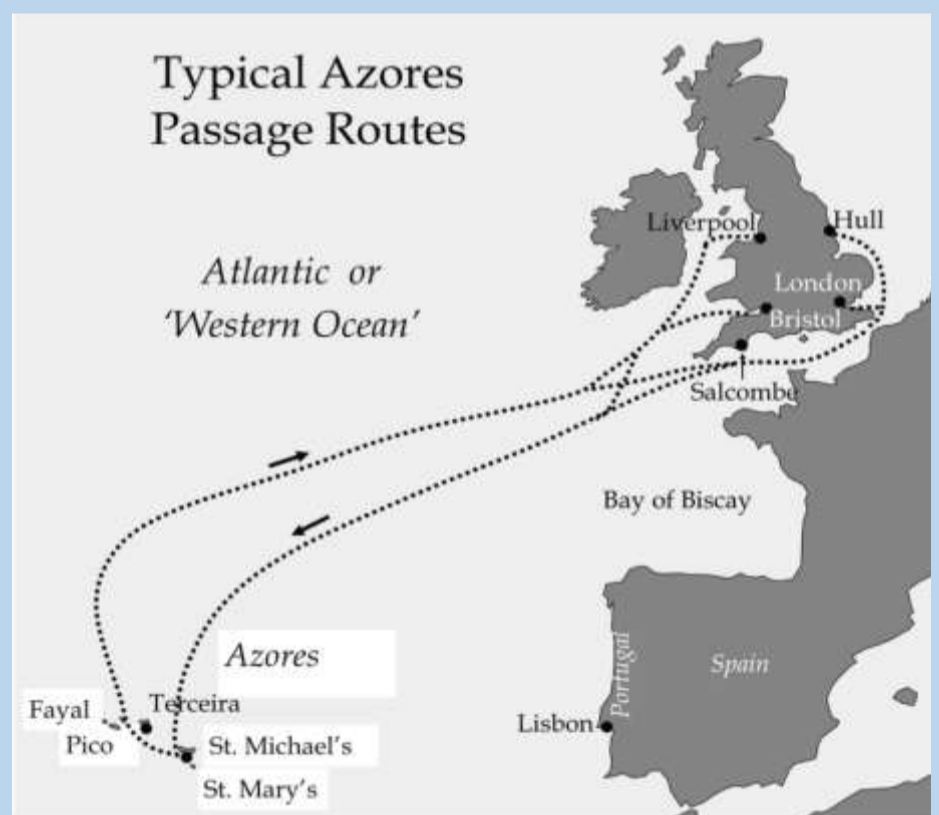 Typical Azores
Passage Routes
Atlantic or
'Western Ocean'
Liverpool
Hull
London
Bristol
Salcombe
Bay of Biscay
Azores
Portugal
Spain
Fayal
Terceira
Lisbon
Pico
St. Michael's
St. Mary's